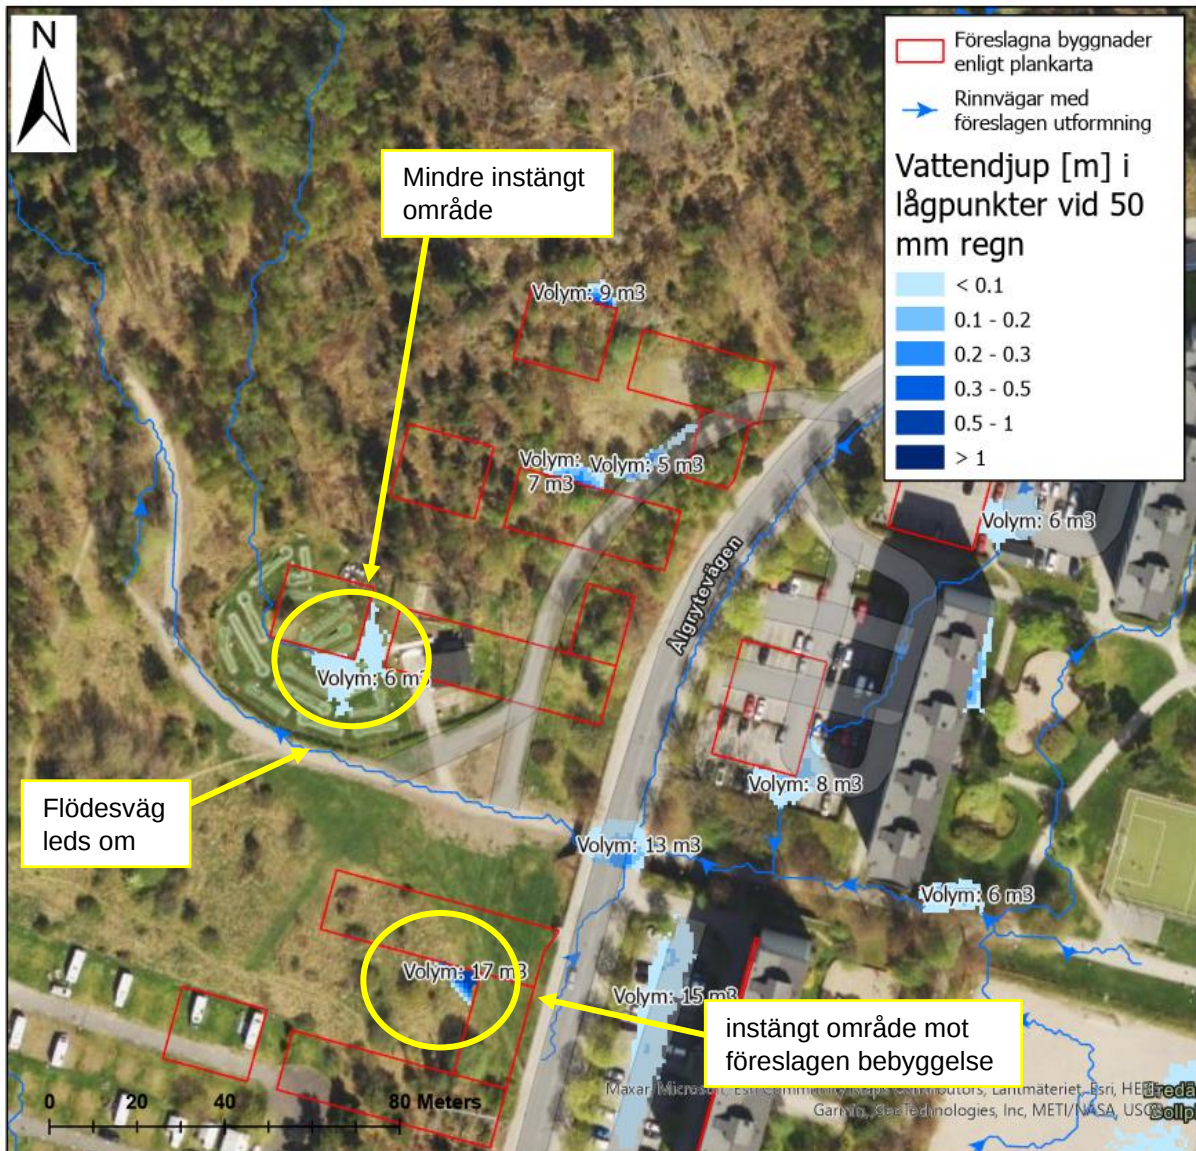 N
Föreslagna byggnader
enligt plankarta
Rinnvägar med
föreslagen utformning
Vattendjup [m] i
lågpunkter vid 50
mm regn
< 0.1
0.1 - 0.2
0.2 - 0.3
0.3 - 0.5
0.5 - 1
> 1
Mindre instängt
område
Volym: 9 m3
Volym:
7 m3
Volym: 5 m3
Volym: 6 m3
Älgrytevägen
Volym: 6 m3
Volym: 8 m3
Flödesväg
leds om
Volym: 13 m3
Volym: 6 m3
Volym: 17 m3
Volym: 15 m3
instängt område mot
föreslagen bebyggelse
0 20 40 80 Meters
Maxar, Microsoft, Esri Community Maps Contributors, Lantmäteriet, Esri, HERE,
Garmin, GeoTechnologies, Inc, METI/NASA, USGS